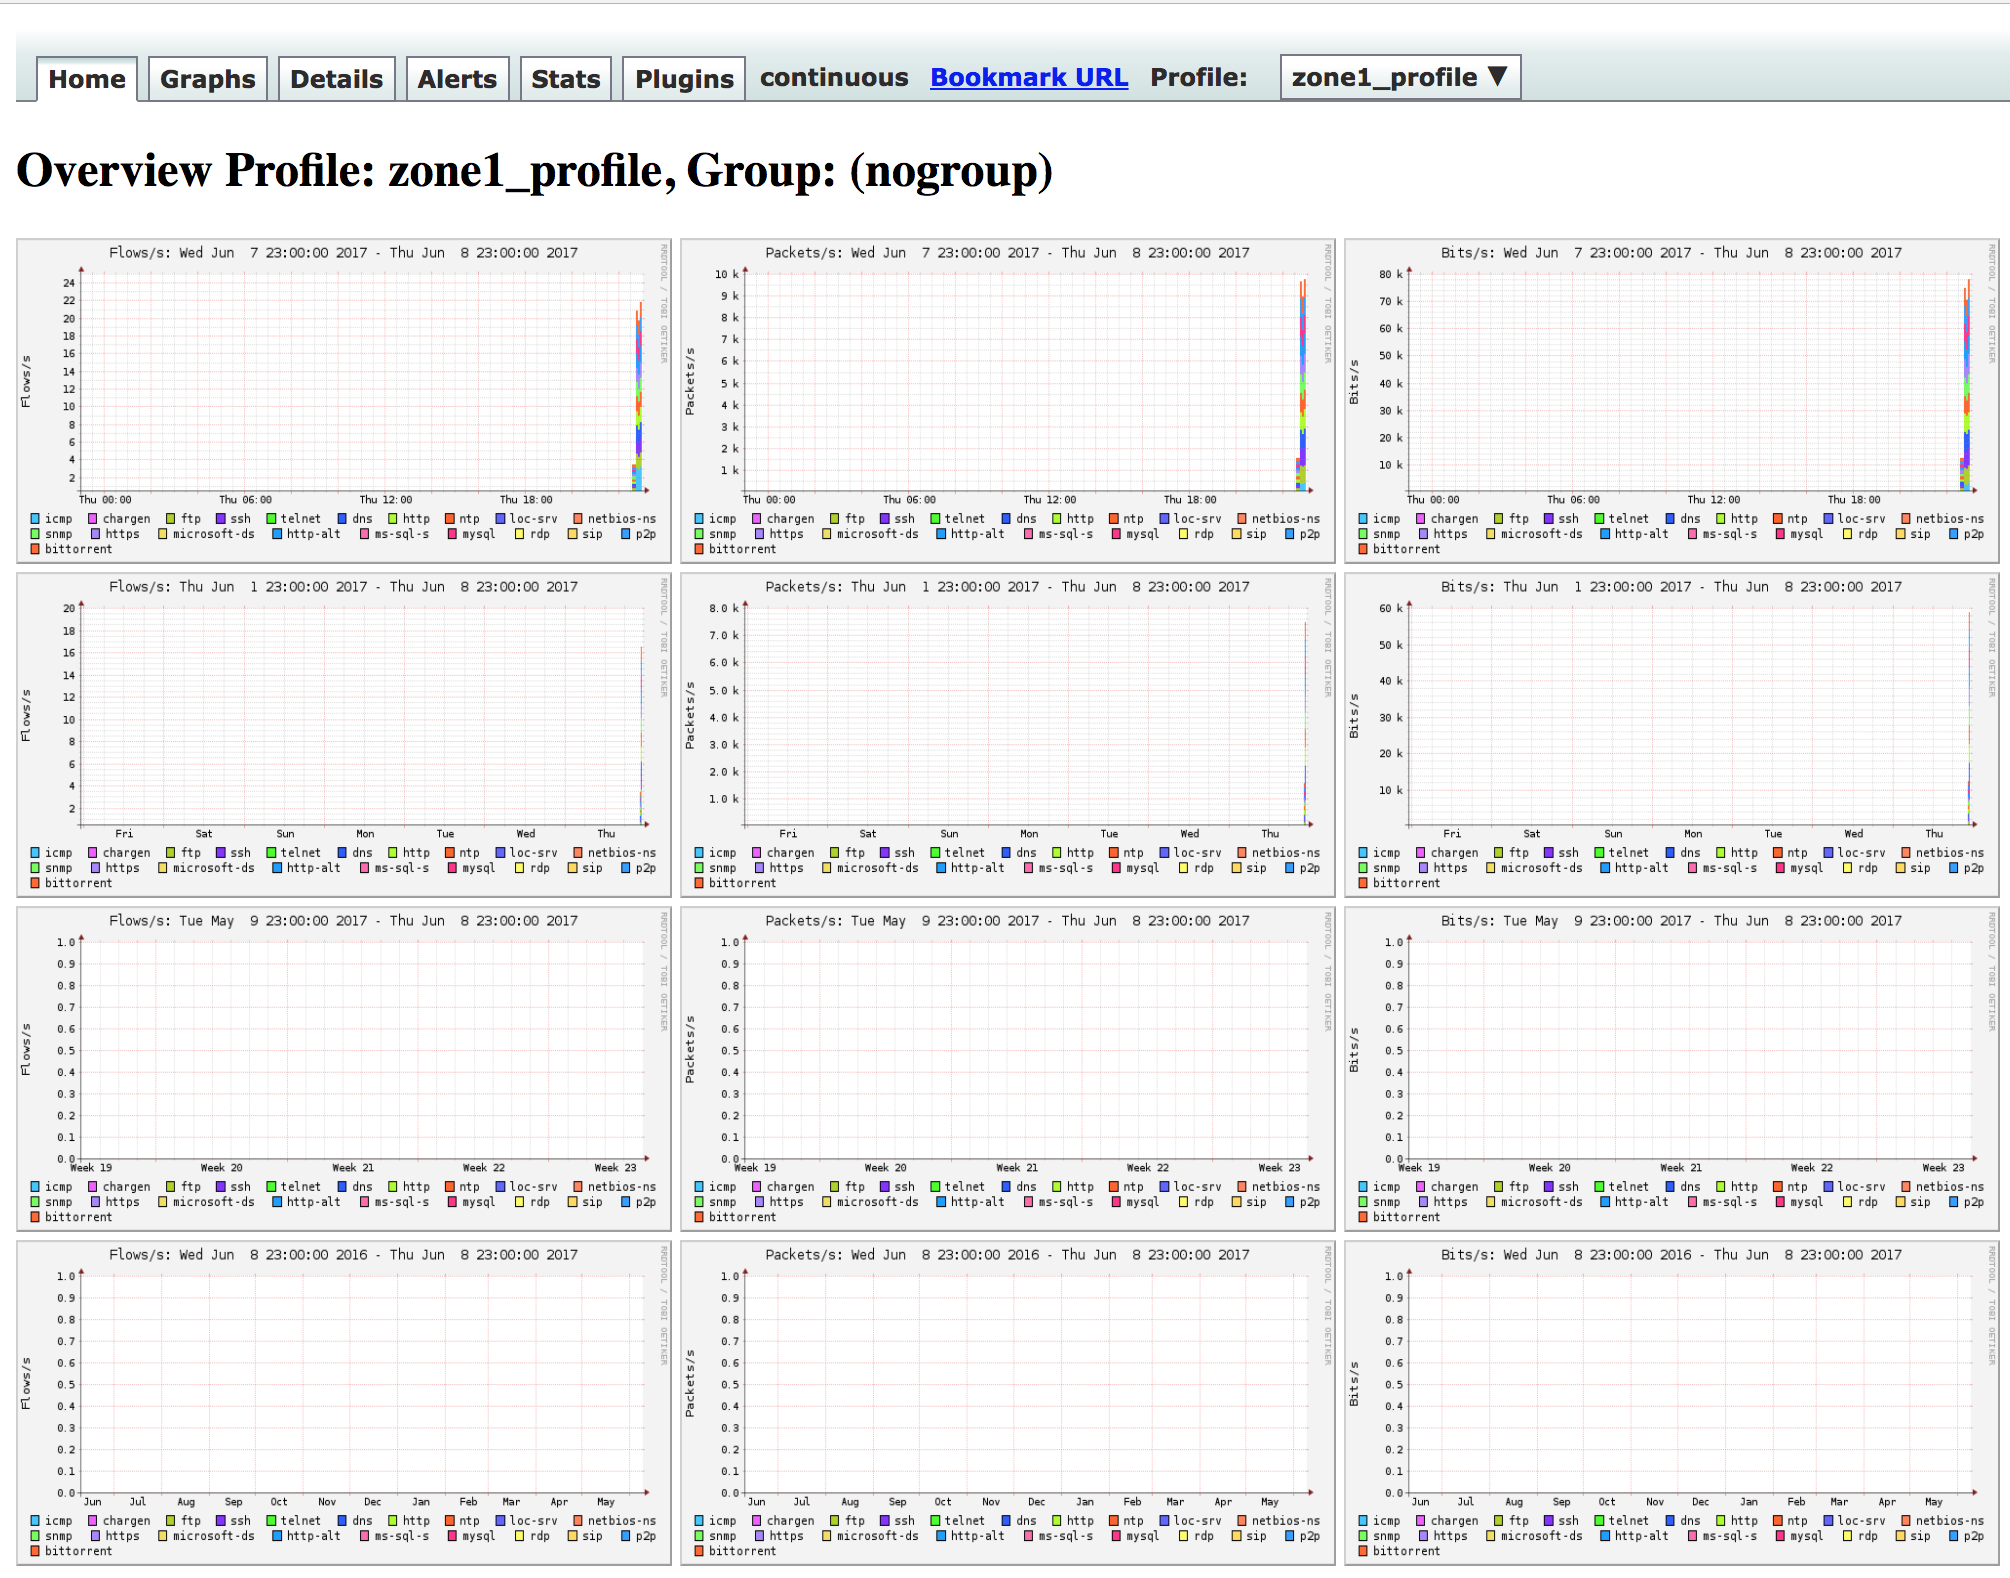 Home Graphs Details Alerts Stats Plugins continuous Bookmark URL Profile: zone1_profile ▼
Overview Profile: zone1_profile, Group: (nogroup)
Flows/s: Wed Jun 7 23:00:00 2017 - Thu Jun 8 23:00:00 2017
RRDTOOL / TOBI OETIKER
Flows/s
24
22
20
18
16
14
12
10
8
6
4
2
Thu 00:00 Thu 06:00 Thu 12:00 Thu 18:00
icmp chargen ftp ssh telnet dns http ntp loc-srv netbios-ns
snmp https microsoft-ds http-alt ms-sql-s mysql rdp sip p2p
bittorrent
Packets/s: Wed Jun 7 23:00:00 2017 - Thu Jun 8 23:00:00 2017
RRDTOOL / TOBI OETIKER
Packets/s
10 k
9 k
8 k
7 k
6 k
5 k
4 k
3 k
2 k
1 k
Thu 00:00 Thu 06:00 Thu 12:00 Thu 18:00
icmp chargen ftp ssh telnet dns http ntp loc-srv netbios-ns
snmp https microsoft-ds http-alt ms-sql-s mysql rdp sip p2p
bittorrent
Bits/s: Wed Jun 7 23:00:00 2017 - Thu Jun 8 23:00:00 2017
RRDTOOL / TOBI OETIKER
Bits/s
80 k
70 k
60 k
50 k
40 k
30 k
20 k
10 k
Thu 00:00 Thu 06:00 Thu 12:00 Thu 18:00
icmp chargen ftp ssh telnet dns http ntp loc-srv netbios-ns
snmp https microsoft-ds http-alt ms-sql-s mysql rdp sip p2p
bittorrent
Flows/s: Thu Jun 1 23:00:00 2017 - Thu Jun 8 23:00:00 2017
RRDTOOL / TOBI OETIKER
Flows/s
20
18
16
14
12
10
8
6
4
2
Fri Sat Sun Mon Tue Wed Thu
icmp chargen ftp ssh telnet dns http ntp loc-srv netbios-ns
snmp https microsoft-ds http-alt ms-sql-s mysql rdp sip p2p
bittorrent
Packets/s: Thu Jun 1 23:00:00 2017 - Thu Jun 8 23:00:00 2017
RRDTOOL / TOBI OETIKER
Packets/s
8.0 k
7.0 k
6.0 k
5.0 k
4.0 k
3.0 k
2.0 k
1.0 k
Fri Sat Sun Mon Tue Wed Thu
icmp chargen ftp ssh telnet dns http ntp loc-srv netbios-ns
snmp https microsoft-ds http-alt ms-sql-s mysql rdp sip p2p
bittorrent
Bits/s: Thu Jun 1 23:00:00 2017 - Thu Jun 8 23:00:00 2017
RRDTOOL / TOBI OETIKER
Bits/s
60 k
50 k
40 k
30 k
20 k
10 k
Fri Sat Sun Mon Tue Wed Thu
icmp chargen ftp ssh telnet dns http ntp loc-srv netbios-ns
snmp https microsoft-ds http-alt ms-sql-s mysql rdp sip p2p
bittorrent
Flows/s: Tue May 9 23:00:00 2017 - Thu Jun 8 23:00:00 2017
RRDTOOL / TOBI OETIKER
Flows/s
1.0
0.9
0.8
0.7
0.6
0.5
0.4
0.3
0.2
0.1
0.0
Week 19 Week 20 Week 21 Week 22 Week 23
icmp chargen ftp ssh telnet dns http ntp loc-srv netbios-ns
snmp https microsoft-ds http-alt ms-sql-s mysql rdp sip p2p
bittorrent
Packets/s: Tue May 9 23:00:00 2017 - Thu Jun 8 23:00:00 2017
RRDTOOL / TOBI OETIKER
Packets/s
1.0
0.9
0.8
0.7
0.6
0.5
0.4
0.3
0.2
0.1
0.0
Week 19 Week 20 Week 21 Week 22 Week 23
icmp chargen ftp ssh telnet dns http ntp loc-srv netbios-ns
snmp https microsoft-ds http-alt ms-sql-s mysql rdp sip p2p
bittorrent
Bits/s: Tue May 9 23:00:00 2017 - Thu Jun 8 23:00:00 2017
RRDTOOL / TOBI OETIKER
Bits/s
1.0
0.9
0.8
0.7
0.6
0.5
0.4
0.3
0.2
0.1
0.0
Week 19 Week 20 Week 21 Week 22 Week 23
icmp chargen ftp ssh telnet dns http ntp loc-srv netbios-ns
snmp https microsoft-ds http-alt ms-sql-s mysql rdp sip p2p
bittorrent
Flows/s: Wed Jun 8 23:00:00 2016 - Thu Jun 8 23:00:00 2017
RRDTOOL / TOBI OETIKER
Flows/s
1.0
0.9
0.8
0.7
0.6
0.5
0.4
0.3
0.2
0.1
0.0
Jun Jul Aug Sep Oct Nov Dec Jan Feb Mar Apr May
icmp chargen ftp ssh telnet dns http ntp loc-srv netbios-ns
snmp https microsoft-ds http-alt ms-sql-s mysql rdp sip p2p
bittorrent
Packets/s: Wed Jun 8 23:00:00 2016 - Thu Jun 8 23:00:00 2017
RRDTOOL / TOBI OETIKER
Packets/s
1.0
0.9
0.8
0.7
0.6
0.5
0.4
0.3
0.2
0.1
0.0
Jun Jul Aug Sep Oct Nov Dec Jan Feb Mar Apr May
icmp chargen ftp ssh telnet dns http ntp loc-srv netbios-ns
snmp https microsoft-ds http-alt ms-sql-s mysql rdp sip p2p
bittorrent
Bits/s: Wed Jun 8 23:00:00 2016 - Thu Jun 8 23:00:00 2017
RRDTOOL / TOBI OETIKER
Bits/s
1.0
0.9
0.8
0.7
0.6
0.5
0.4
0.3
0.2
0.1
0.0
Jun Jul Aug Sep Oct Nov Dec Jan Feb Mar Apr May
icmp chargen ftp ssh telnet dns http ntp loc-srv netbios-ns
snmp https microsoft-ds http-alt ms-sql-s mysql rdp sip p2p
bittorrent